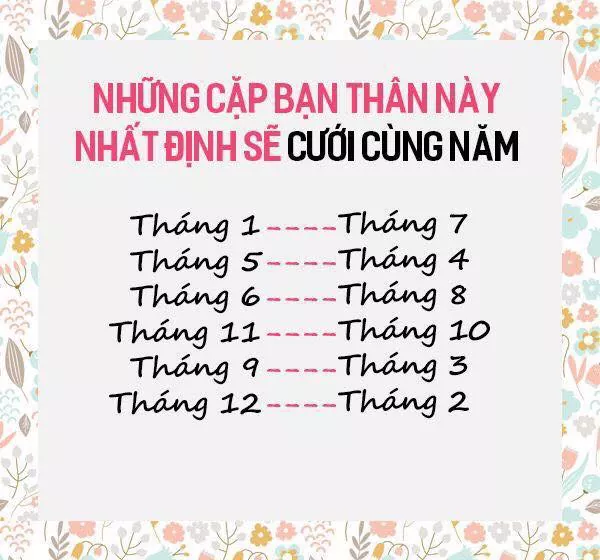 NHỮNG CẶP BẠN THÂN NÀY
NHẤT ĐỊNH SẼ CƯỚI CÙNG NĂM
Tháng 1 ---- Tháng 7
Tháng 5 ---- Tháng 4
Tháng 6 ---- Tháng 8
Tháng 11 ---- Tháng 10
Tháng 9 ---- Tháng 3
Tháng 12 ---- Tháng 2